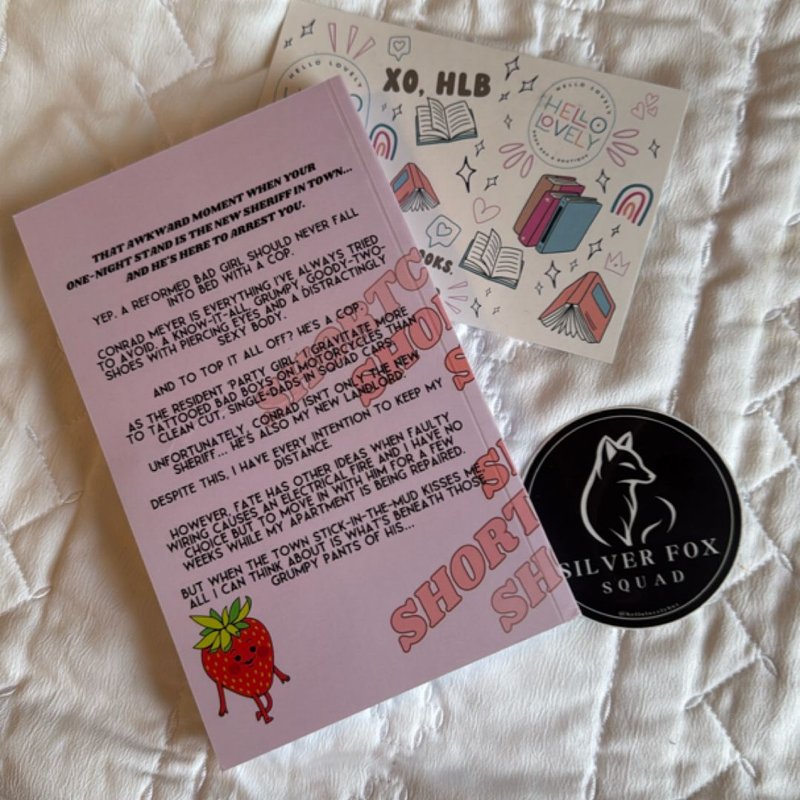 HELLO LOVELY
XO, HLB
HELLO LOVELY
HELLO
LOVELY
THAT AWKWARD MOMENT WHEN YOUR
ONE-NIGHT STAND IS THE NEW SHERIFF IN TOWN...
AND HE'S HERE TO ARREST YOU.
YEP. A REFORMED BAD GIRL SHOULD NEVER FALL
INTO BED WITH A COP.
CONRAD MEYER IS EVERYTHING I'VE ALWAYS TRIED
TO AVOID. A KNOW-IT-ALL, GRUMPY, GOODY-TWO-
SHOES WITH PIERCING EYES AND A DISTRACTINGLY
SEXY BODY.
AND TO TOP IT ALL OFF? HE'S A COP.
AS THE RESIDENT 'PARTY GIRL', I GRAVITATE MORE
TO TATTOOED BAD BOYS ON MOTORCYCLES THAN
CLEAN CUT, SINGLE-DADS IN SQUAD CARS.
UNFORTUNATELY, CONRAD ISN'T ONLY THE NEW
SHERIFF... HE'S ALSO MY NEW LANDLORD.
DESPITE THIS, I HAVE EVERY INTENTION TO KEEP MY
DISTANCE.
HOWEVER, FATE HAS OTHER IDEAS WHEN FAULTY
WIRING CAUSES AN ELECTRICAL FIRE AND I HAVE NO
CHOICE BUT TO MOVE IN WITH HIM FOR A FEW
WEEKS WHILE MY APARTMENT IS BEING REPAIRED.
BUT WHEN THE TOWN STICK-IN-THE-MUD KISSES ME,
ALL I CAN THINK ABOUT IS WHAT'S BENEATH THOSE
GRUMPY PANTS OF HIS...
SHORTC
SHOR
SHORT
SH
SILVER FOX
SQUAD